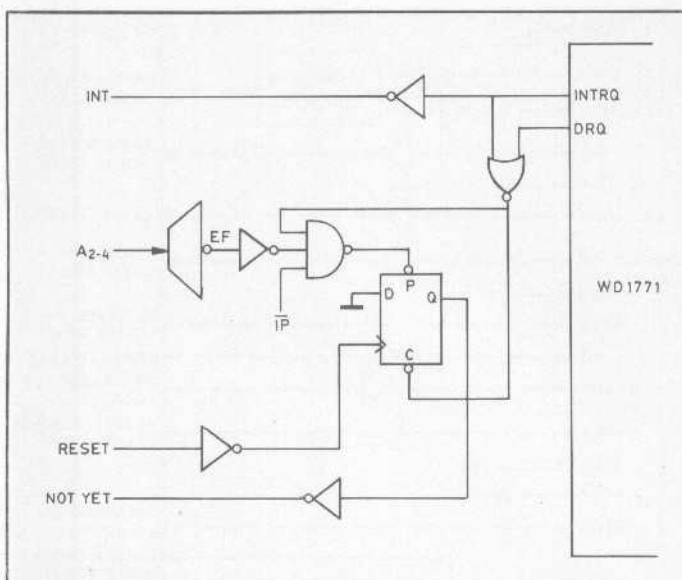 INT
INTRQ
DRQ
EF
A2-4
WD1771
P
D
Q
IP
C
RESET
NOT YET